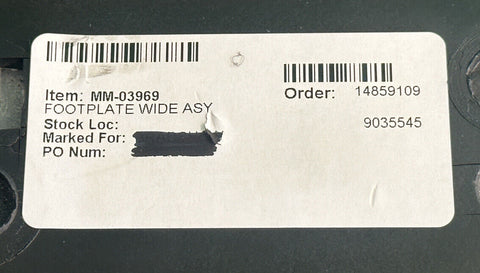 Item: MM-03969
FOOTPLATE WIDE ASY
Stock Loc:
Marked For:
PO Num:
Order: 14859109
9035545